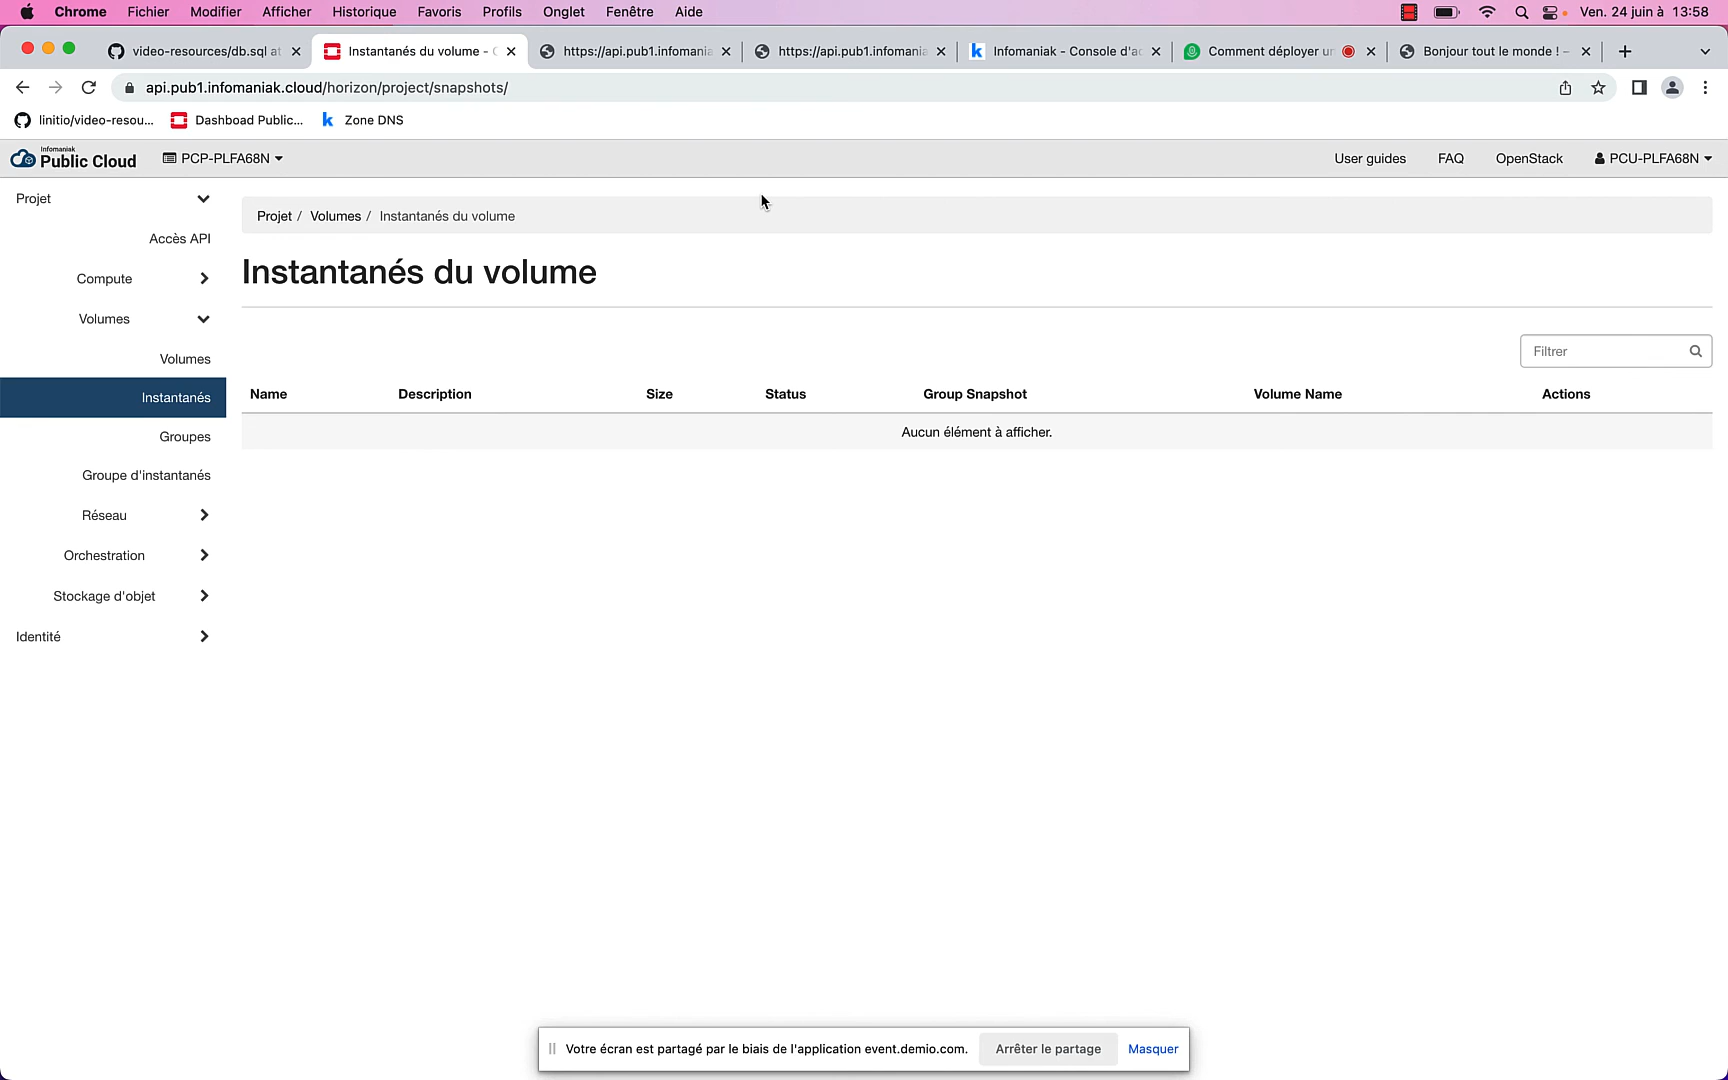 Chrome Fichier Modifier Afficher Historique Favoris Profils Onglet Fenêtre Aide Ven. 24 juin à 13:58
video-resources/db.sql at Instantanés du volume - C https://api.pub1.infomania https://api.pub1.infomania Infomaniak - Console d'ac Comment déployer un Bonjour tout le monde ! –
api.pub1.infomaniak.cloud/horizon/project/snapshots/
linitio/video-resou... Dashboad Public... Zone DNS
Infomaniak
Public Cloud PCP-PLFA68N User guides FAQ OpenStack PCU-PLFA68N
Projet
Projet / Volumes / Instantanés du volume
Accès API
Instantanés du volume
Compute
Volumes
Filtrer
Volumes
Name Description Size Status Group Snapshot Volume Name Actions
Instantanés
Aucun élément à afficher.
Groupes
Groupe d'instantanés
Réseau
Orchestration
Stockage d'objet
Identité
Votre écran est partagé par le biais de l'application event.demio.com. Arrêter le partage Masquer